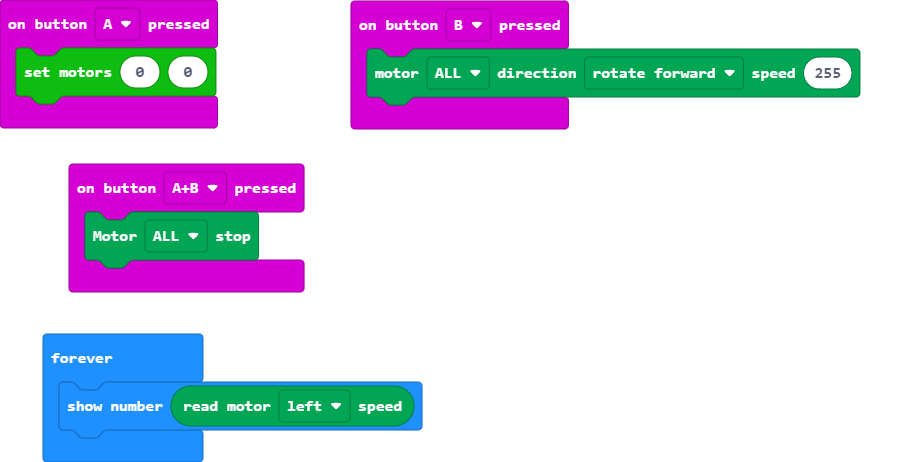 on button A pressed
set motors 0 0
on button B pressed
motor ALL direction rotate forward speed 255
on button A+B pressed
Motor ALL stop
forever
show number read motor left speed